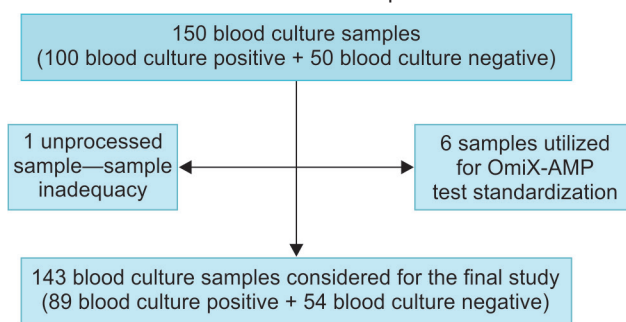 150 blood culture samples
(100 blood culture positive + 50 blood culture negative)
1 unprocessed
sample—sample
inadequacy
6 samples utilized
for OmiX-AMP
test standardization
143 blood culture samples considered for the final study
(89 blood culture positive + 54 blood culture negative)